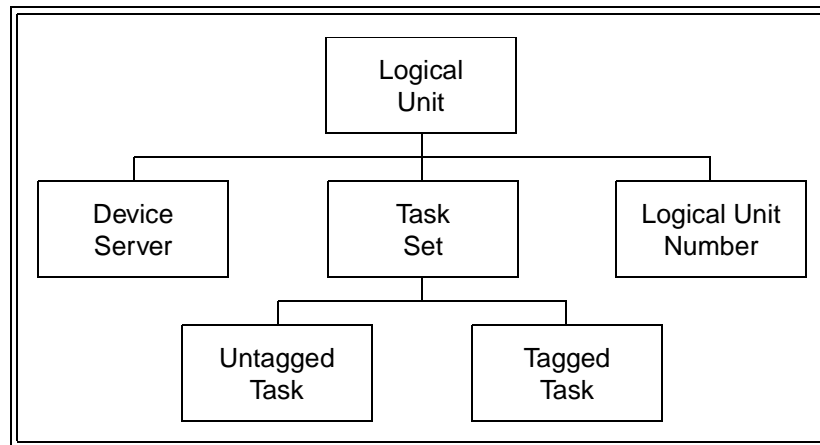 Logical
Unit
Device
Server
Task
Set
Logical Unit
Number
Untagged
Task
Tagged
Task